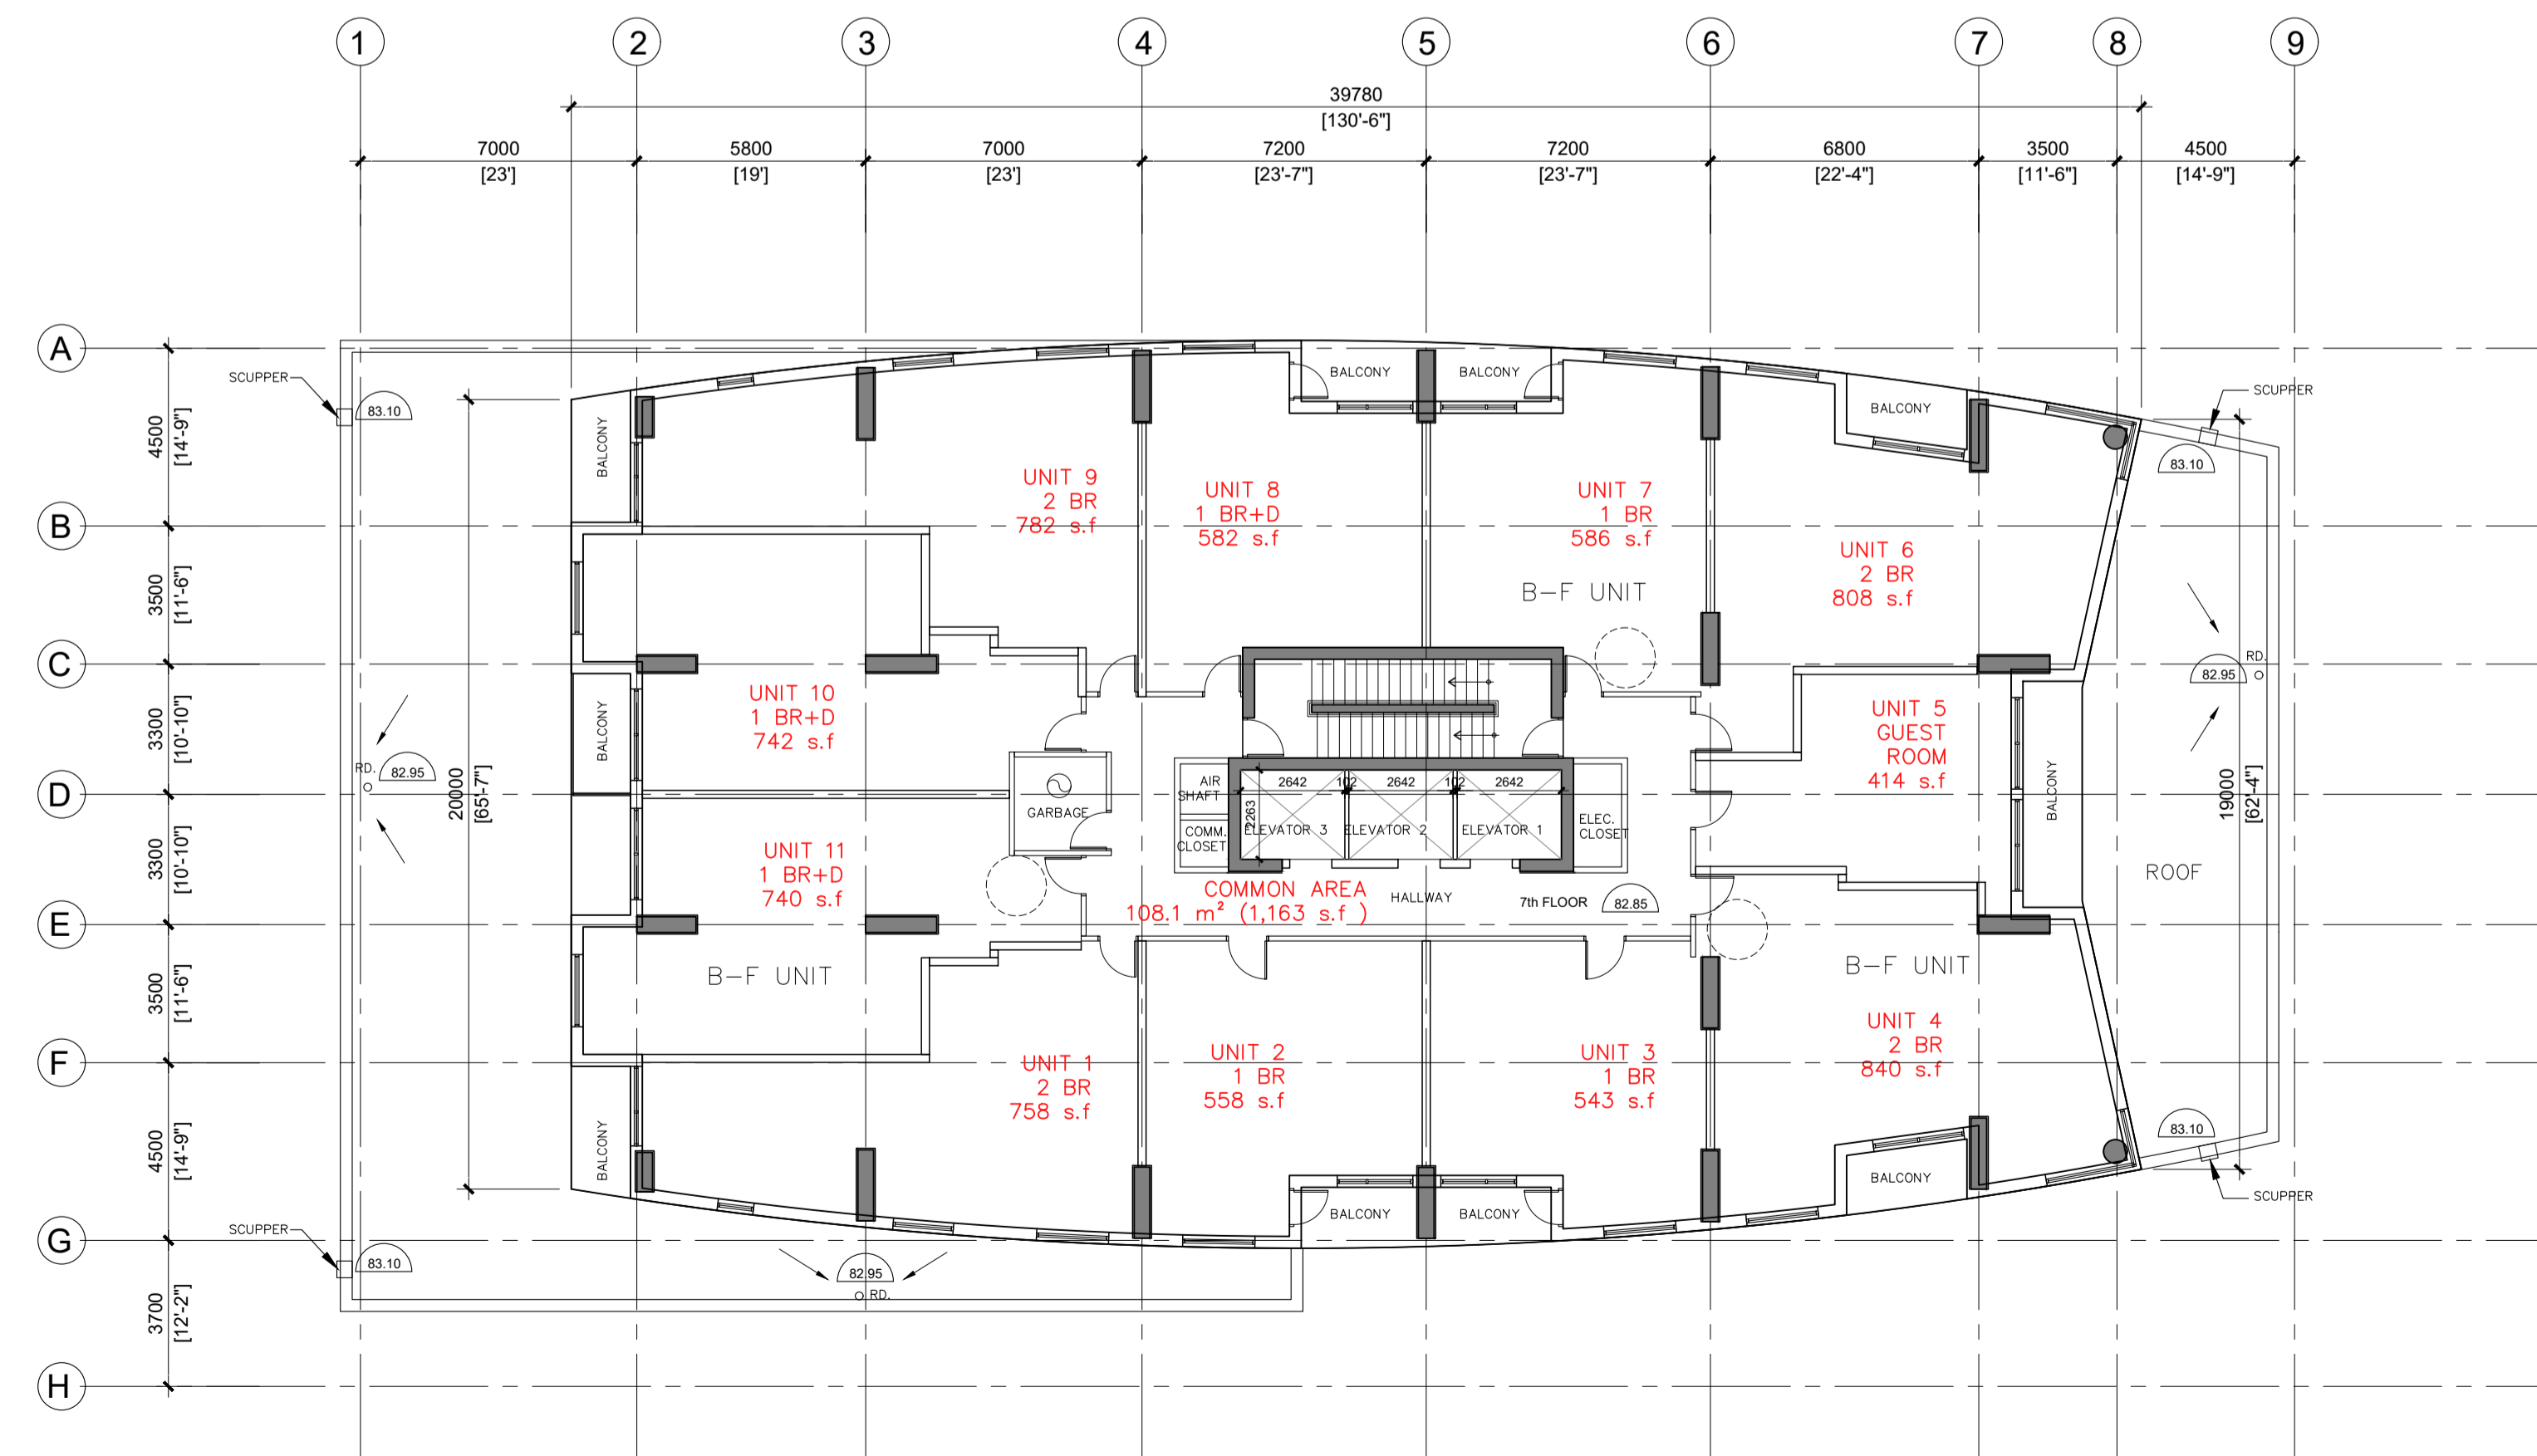 1 2 3 4 5 6 7 8 9
39780
[130'-6"]
7000 5800 7000 7200 7200 6800 3500 4500
[23'] [19'] [23'] [23'-7"] [23'-7"] [22'-4"] [11'-6"] [14'-9"]
A
B
C
D
E
F
G
H
4500
[14'-9"]
3500
[11'-6"]
3300
[10'-10"]
3300
[10'-10"]
3500
[11'-6"]
4500
[14'-9"]
3700
[12'-2"]
SCUPPER
83.10
RD.
82.95
SCUPPER
83.10
20000
[65'-7"]
BALCONY
BALCONY
BALCONY
BALCONY
BALCONY
BALCONY
UNIT 9
2 BR
782 s.f
UNIT 8
1 BR+D
582 s.f
UNIT 7
1 BR
586 s.f
B-F UNIT
UNIT 6
2 BR
808 s.f
UNIT 10
1 BR+D
742 s.f
UNIT 5
GUEST
ROOM
414 s.f
BALCONY
GARBAGE
AIR
SHAFT
COMM.
CLOSET
2642 102 2642 102 2642
2263
ELEVATOR 3 ELEVATOR 2 ELEVATOR 1
ELEC.
CLOSET
UNIT 11
1 BR+D
740 s.f
B-F UNIT
COMMON AREA
108.1 m² (1,163 s.f )
HALLWAY
7th FLOOR
82.85
B-F UNIT
UNIT 1
2 BR
758 s.f
UNIT 2
1 BR
558 s.f
UNIT 3
1 BR
543 s.f
UNIT 4
2 BR
840 s.f
BALCONY
BALCONY
BALCONY
82.95
RD.
SCUPPER
83.10
RD.
82.95
19000
[62'-4"]
ROOF
83.10
SCUPPER